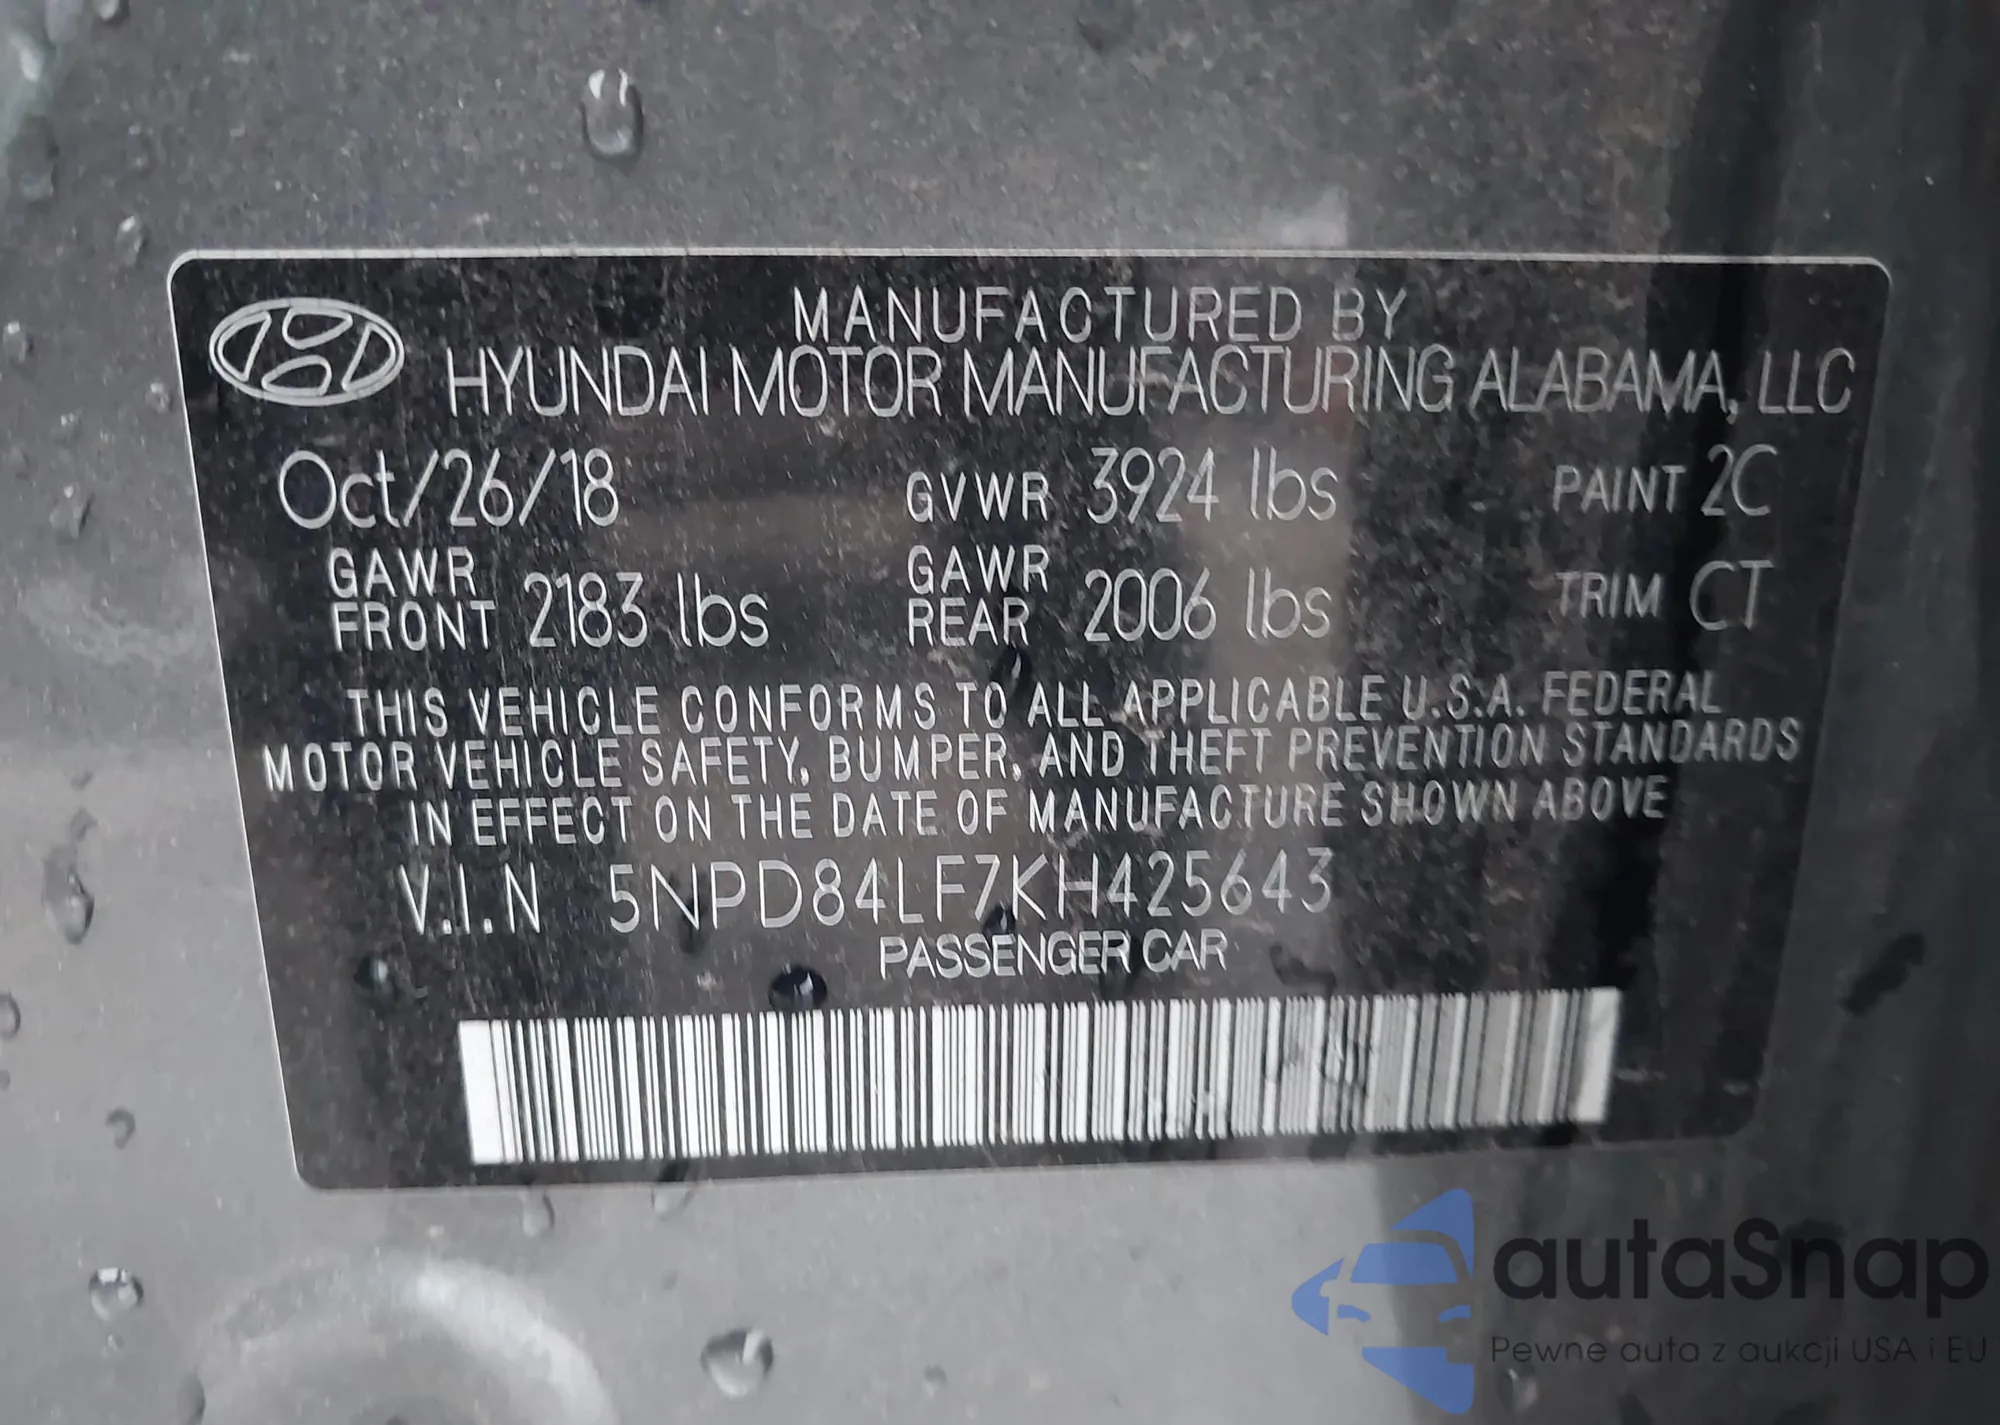 MANUFACTURED BY
HYUNDAI MOTOR MANUFACTURING ALABAMA, LLC
Oct/26/18 GVWR 3924 lbs PAINT 2C
GAWR FRONT 2183 lbs GAWR REAR 2006 lbs TRIM CT
THIS VEHICLE CONFORMS TO ALL APPLICABLE U.S.A. FEDERAL
MOTOR VEHICLE SAFETY, BUMPER, AND THEFT PREVENTION STANDARDS
IN EFFECT ON THE DATE OF MANUFACTURE SHOWN ABOVE
V.I.N 5NPD84LF7KH425643
PASSENGER CAR
autaSnap
Pewne auta z aukcji USA i EU